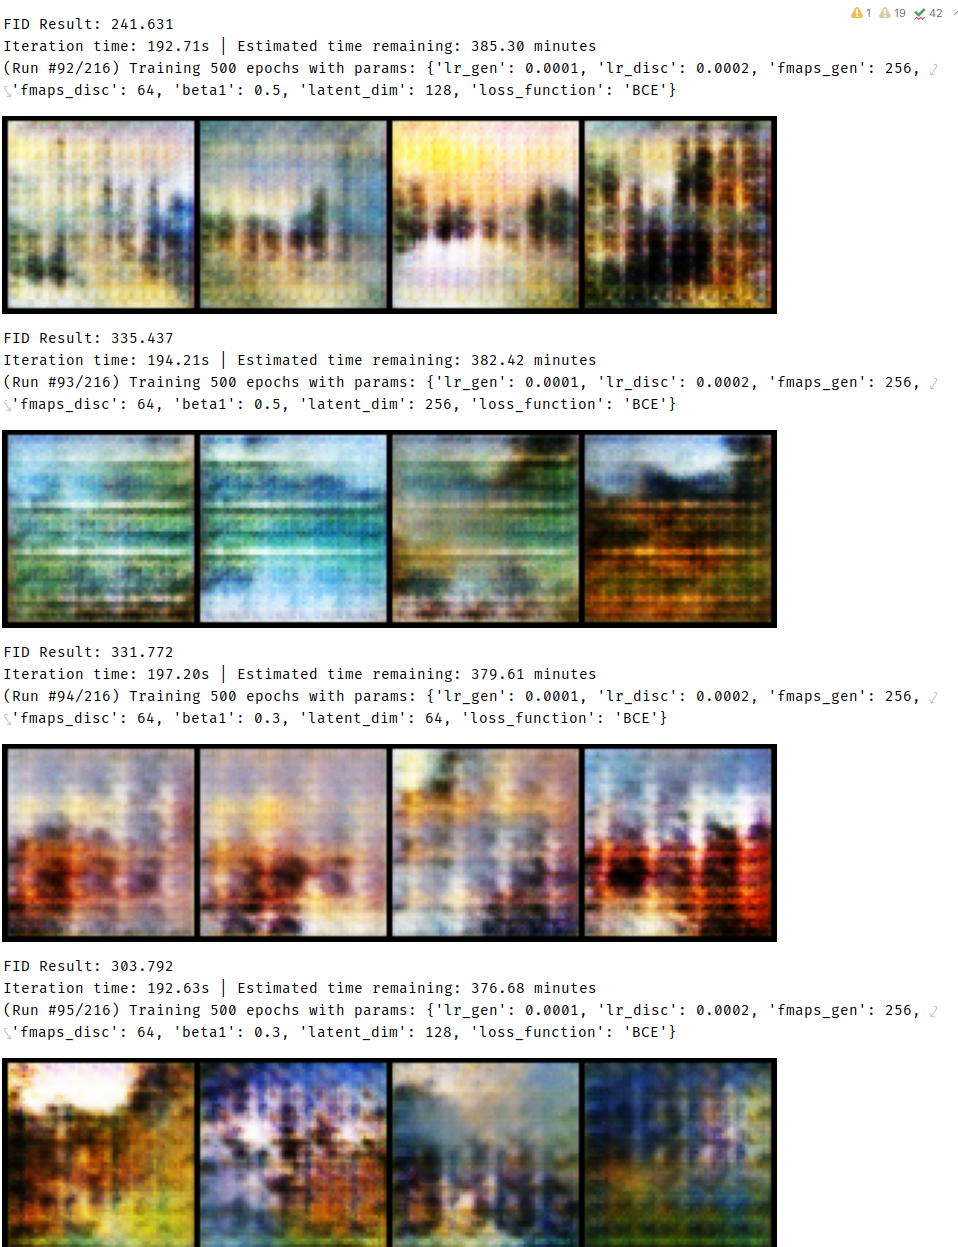 1 19 42
FID Result: 241.631
Iteration time: 192.71s | Estimated time remaining: 385.30 minutes
(Run #92/216) Training 500 epochs with params: {'lr_gen': 0.0001, 'lr_disc': 0.0002, 'fmaps_gen': 256,
'fmaps_disc': 64, 'beta1': 0.5, 'latent_dim': 128, 'loss_function': 'BCE'}
FID Result: 335.437
Iteration time: 194.21s | Estimated time remaining: 382.42 minutes
(Run #93/216) Training 500 epochs with params: {'lr_gen': 0.0001, 'lr_disc': 0.0002, 'fmaps_gen': 256,
'fmaps_disc': 64, 'beta1': 0.5, 'latent_dim': 256, 'loss_function': 'BCE'}
FID Result: 331.772
Iteration time: 197.20s | Estimated time remaining: 379.61 minutes
(Run #94/216) Training 500 epochs with params: {'lr_gen': 0.0001, 'lr_disc': 0.0002, 'fmaps_gen': 256,
'fmaps_disc': 64, 'beta1': 0.3, 'latent_dim': 64, 'loss_function': 'BCE'}
FID Result: 303.792
Iteration time: 192.63s | Estimated time remaining: 376.68 minutes
(Run #95/216) Training 500 epochs with params: {'lr_gen': 0.0001, 'lr_disc': 0.0002, 'fmaps_gen': 256,
'fmaps_disc': 64, 'beta1': 0.3, 'latent_dim': 128, 'loss_function': 'BCE'}